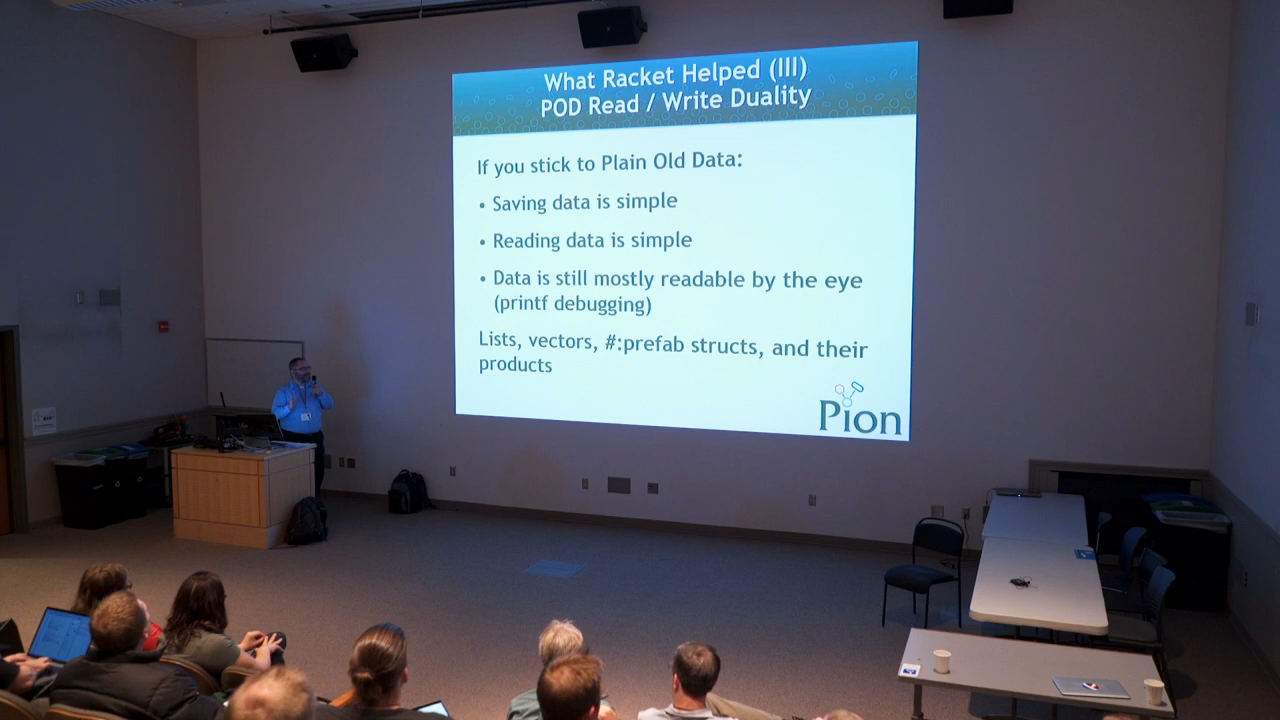 What Racket Helped (III)
POD Read / Write Duality
If you stick to Plain Old Data:
• Saving data is simple
• Reading data is simple
• Data is still mostly readable by the eye
(printf debugging)
Lists, vectors, #:prefab structs, and their
products
Pion